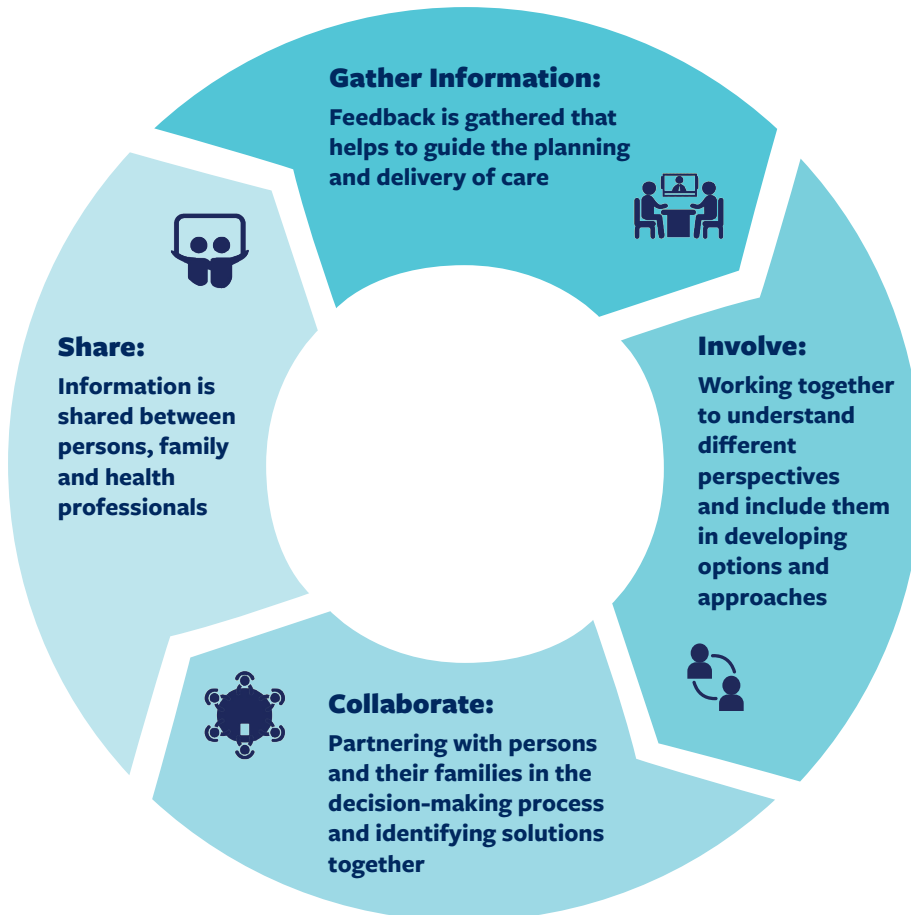 Gather Information:
Feedback is gathered that
helps to guide the planning
and delivery of care
Involve:
Working together
to understand
different
perspectives
and include them
in developing
options and
approaches
Collaborate:
Partnering with persons
and their families in the
decision-making process
and identifying solutions
together
Share:
Information is
shared between
persons, family
and health
professionals